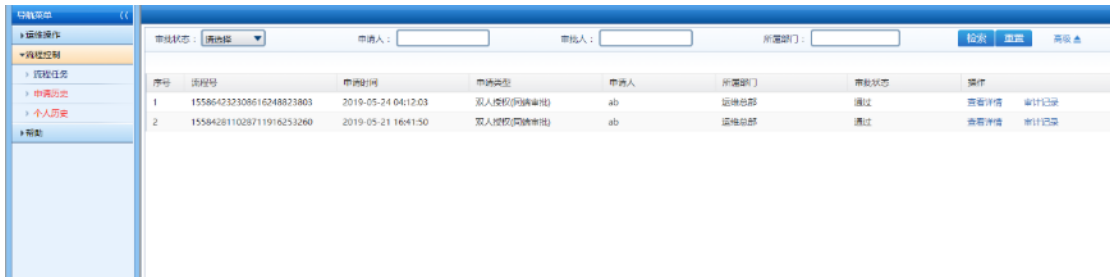 导航菜单
运维操作
流程控制
流程任务
申请历史
个人历史
帮助
审批状态： 请选择 申请人： 审批人： 所属部门： 检索 重置 高级
序号 流程号 申请时间 申请类型 申请人 所属部门 审批状态 操作
1 155864232308616248823803 2019-05-24 04:12:03 双人授权(同侪审批) ab 运维总部 通过 查看详情 审计记录
2 1558428110287119162532​60 2019-05-21 16:41:50 双人授权(同侪审批) ab 运维总部 通过 查看详情 审计记录